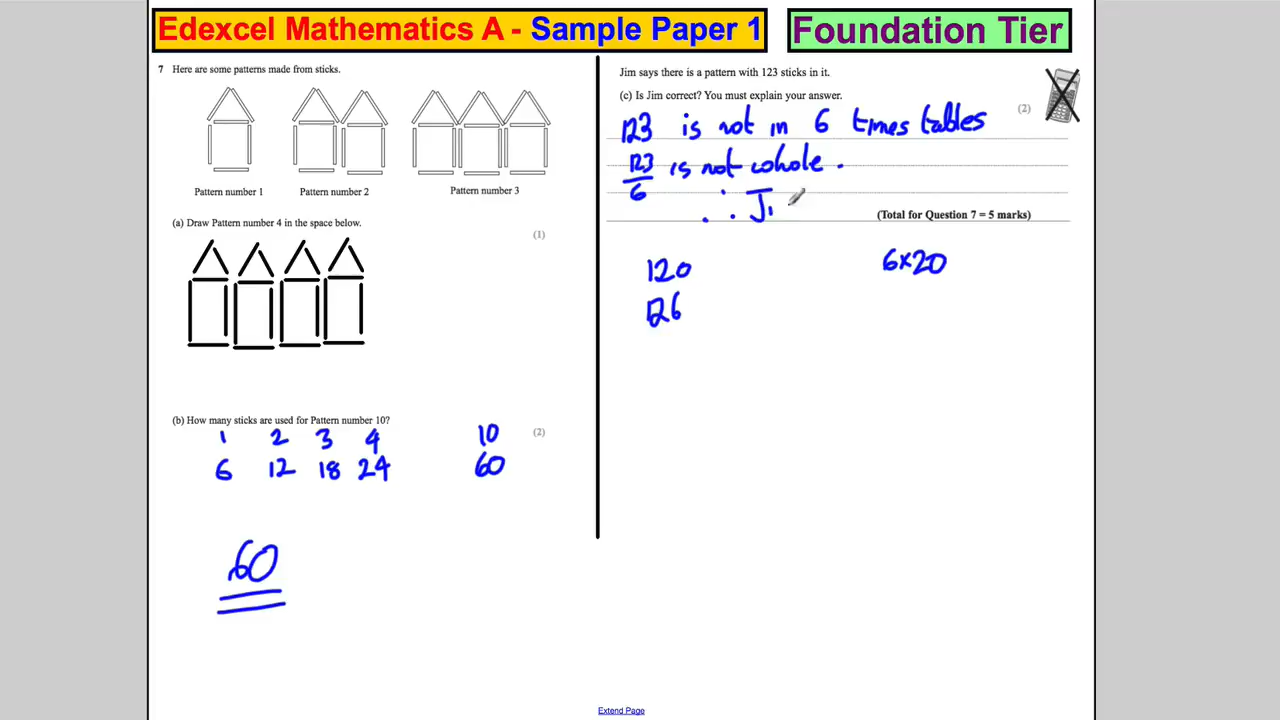 Edexcel Mathematics A - Sample Paper 1
Foundation Tier
7 Here are some patterns made from sticks.
Pattern number 1 Pattern number 2 Pattern number 3
(a) Draw Pattern number 4 in the space below.
(1)
(b) How many sticks are used for Pattern number 10?
(2)
1 2 3 4 10
6 12 18 24 60
60
Jim says there is a pattern with 123 sticks in it.
(c) Is Jim correct? You must explain your answer.
(2)
123 is not in 6 times tables
123/6 is not whole.
∴ Ji
(Total for Question 7 = 5 marks)
120 6×20
126
Extend Page